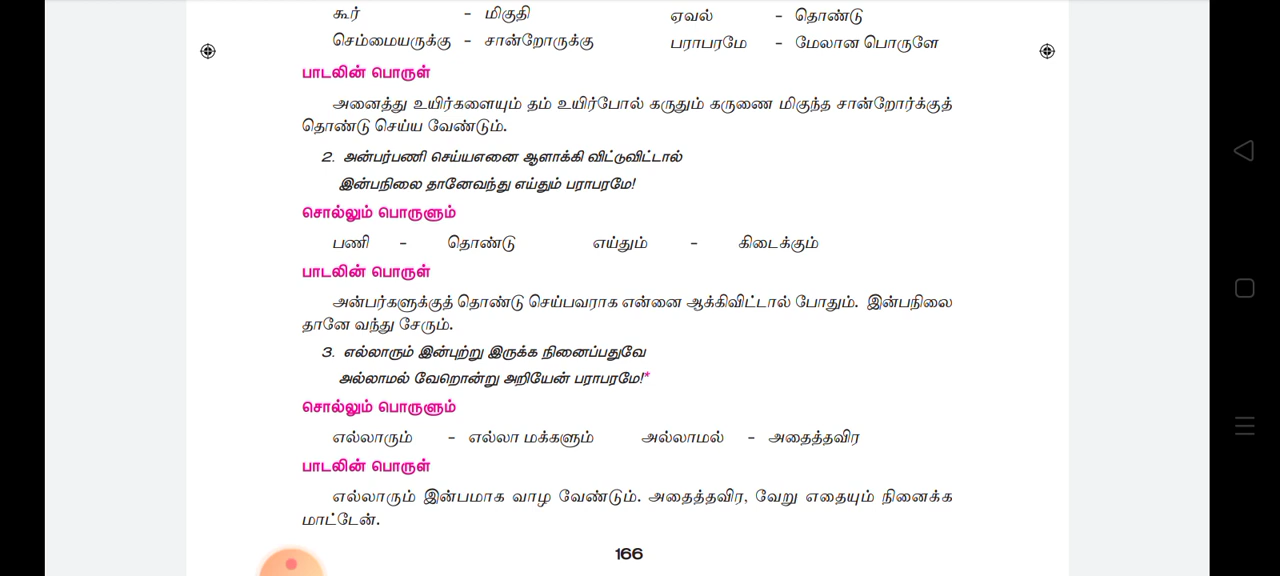 கூர் - மிகுதி ஏவல் - தொண்டு
செம்மையருக்கு - சான்றோருக்கு பராபரமே - மேலான பொருளே
பாடலின் பொருள்
அனைத்து உயிர்களையும் தம் உயிர்போல் கருதும் கருணை மிகுந்த சான்றோர்க்குத்
தொண்டு செய்ய வேண்டும்.
2. அன்பர்பணி செய்யஎனை ஆளாக்கி விட்டுவிட்டால்
இன்பநிலை தானேவந்து எய்தும் பராபரமே!
சொல்லும் பொருளும்
பணி - தொண்டு எய்தும் - கிடைக்கும்
பாடலின் பொருள்
அன்பர்களுக்குத் தொண்டு செய்பவராக என்னை ஆக்கிவிட்டால் போதும். இன்பநிலை
தானே வந்து சேரும்.
3. எல்லாரும் இன்புற்று இருக்க நினைப்பதுவே
அல்லாமல் வேறொன்று அறியேன் பராபரமே!*
சொல்லும் பொருளும்
எல்லாரும் - எல்லா மக்களும் அல்லாமல் - அதைத்தவிர
பாடலின் பொருள்
எல்லாரும் இன்பமாக வாழ வேண்டும். அதைத்தவிர, வேறு எதையும் நினைக்க
மாட்டேன்.
166